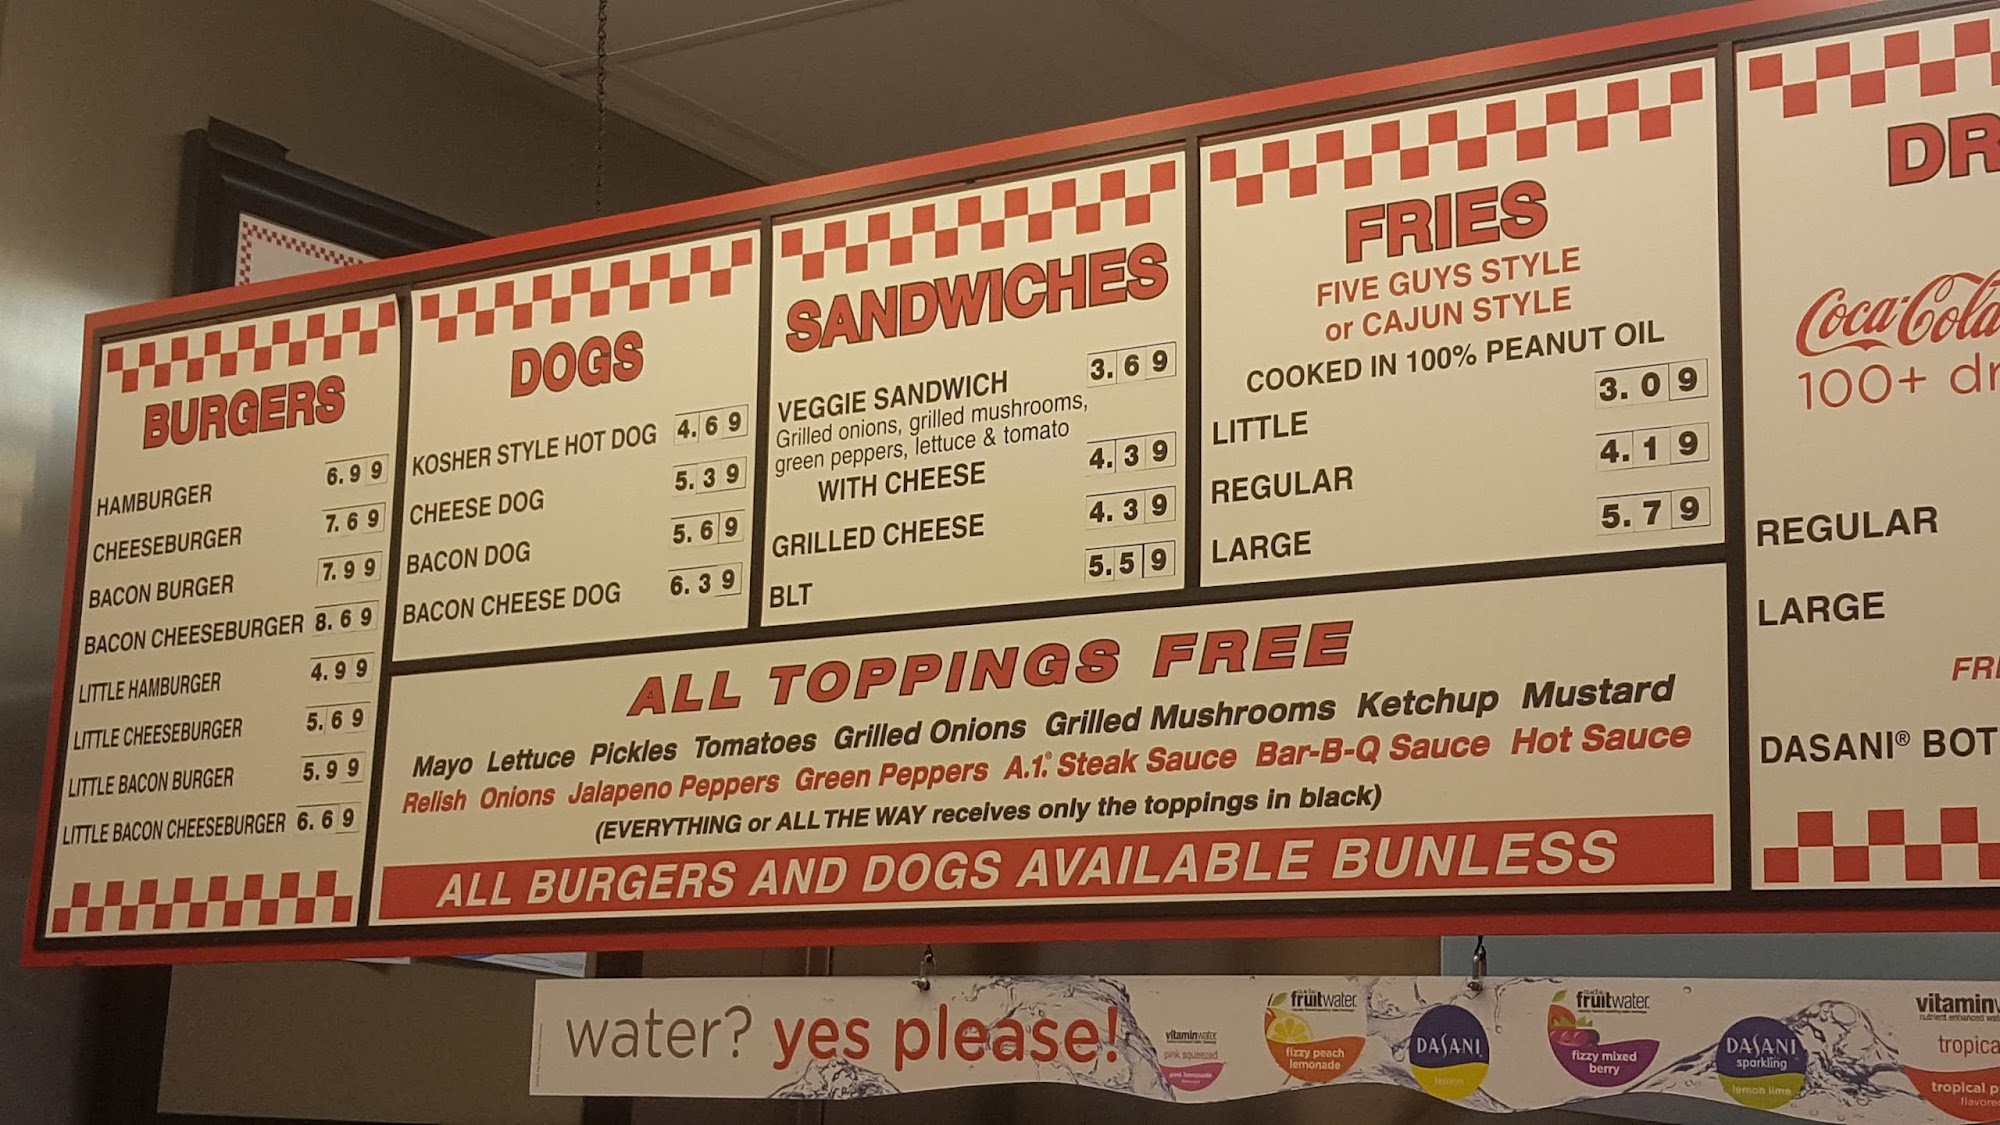 BURGERS
HAMBURGER 6.99
CHEESEBURGER 7.69
BACON BURGER 7.99
BACON CHEESEBURGER 8.69
LITTLE HAMBURGER 4.99
LITTLE CHEESEBURGER 5.69
LITTLE BACON BURGER 5.99
LITTLE BACON CHEESEBURGER 6.69
DOGS
KOSHER STYLE HOT DOG 4.69
CHEESE DOG 5.39
BACON DOG 5.69
BACON CHEESE DOG 6.39
SANDWICHES
VEGGIE SANDWICH 3.69
Grilled onions, grilled mushrooms,
green peppers, lettuce & tomato
WITH CHEESE 4.39
GRILLED CHEESE 4.39
BLT 5.59
FRIES
FIVE GUYS STYLE
or CAJUN STYLE
COOKED IN 100% PEANUT OIL
LITTLE 3.09
REGULAR 4.19
LARGE 5.79
ALL TOPPINGS FREE
Mayo Lettuce Pickles Tomatoes Grilled Onions Grilled Mushrooms Ketchup Mustard
Relish Onions Jalapeno Peppers Green Peppers A.1.® Steak Sauce Bar-B-Q Sauce Hot Sauce
(EVERYTHING or ALL THE WAY receives only the toppings in black)
ALL BURGERS AND DOGS AVAILABLE BUNLESS
DR
Coca-Cola
100+ dr
REGULAR
LARGE
FR
DASANI® BOT
water? yes please!
vitaminwater
pink squeezed
pink lemonade
fruitwater
fizzy peach
lemonade
DASANI
lemon
fruitwater
fizzy mixed
berry
DASANI
sparkling
lemon lime
vitamin
tropica
tropical p
flavore